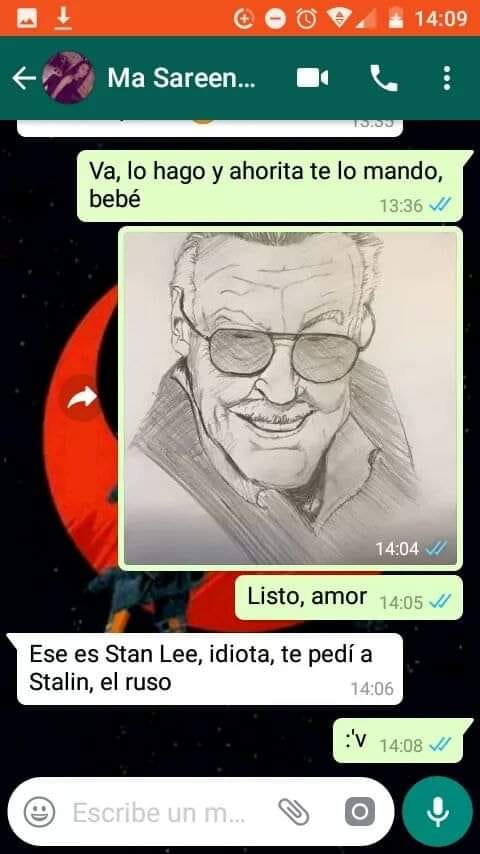 14:09
Ma Sareen...
13:35
Va, lo hago y ahorita te lo mando,
bebé
13:36
14:04
Listo, amor 14:05
Ese es Stan Lee, idiota, te pedí a
Stalin, el ruso
14:06
:'v 14:08
Escribe un m...